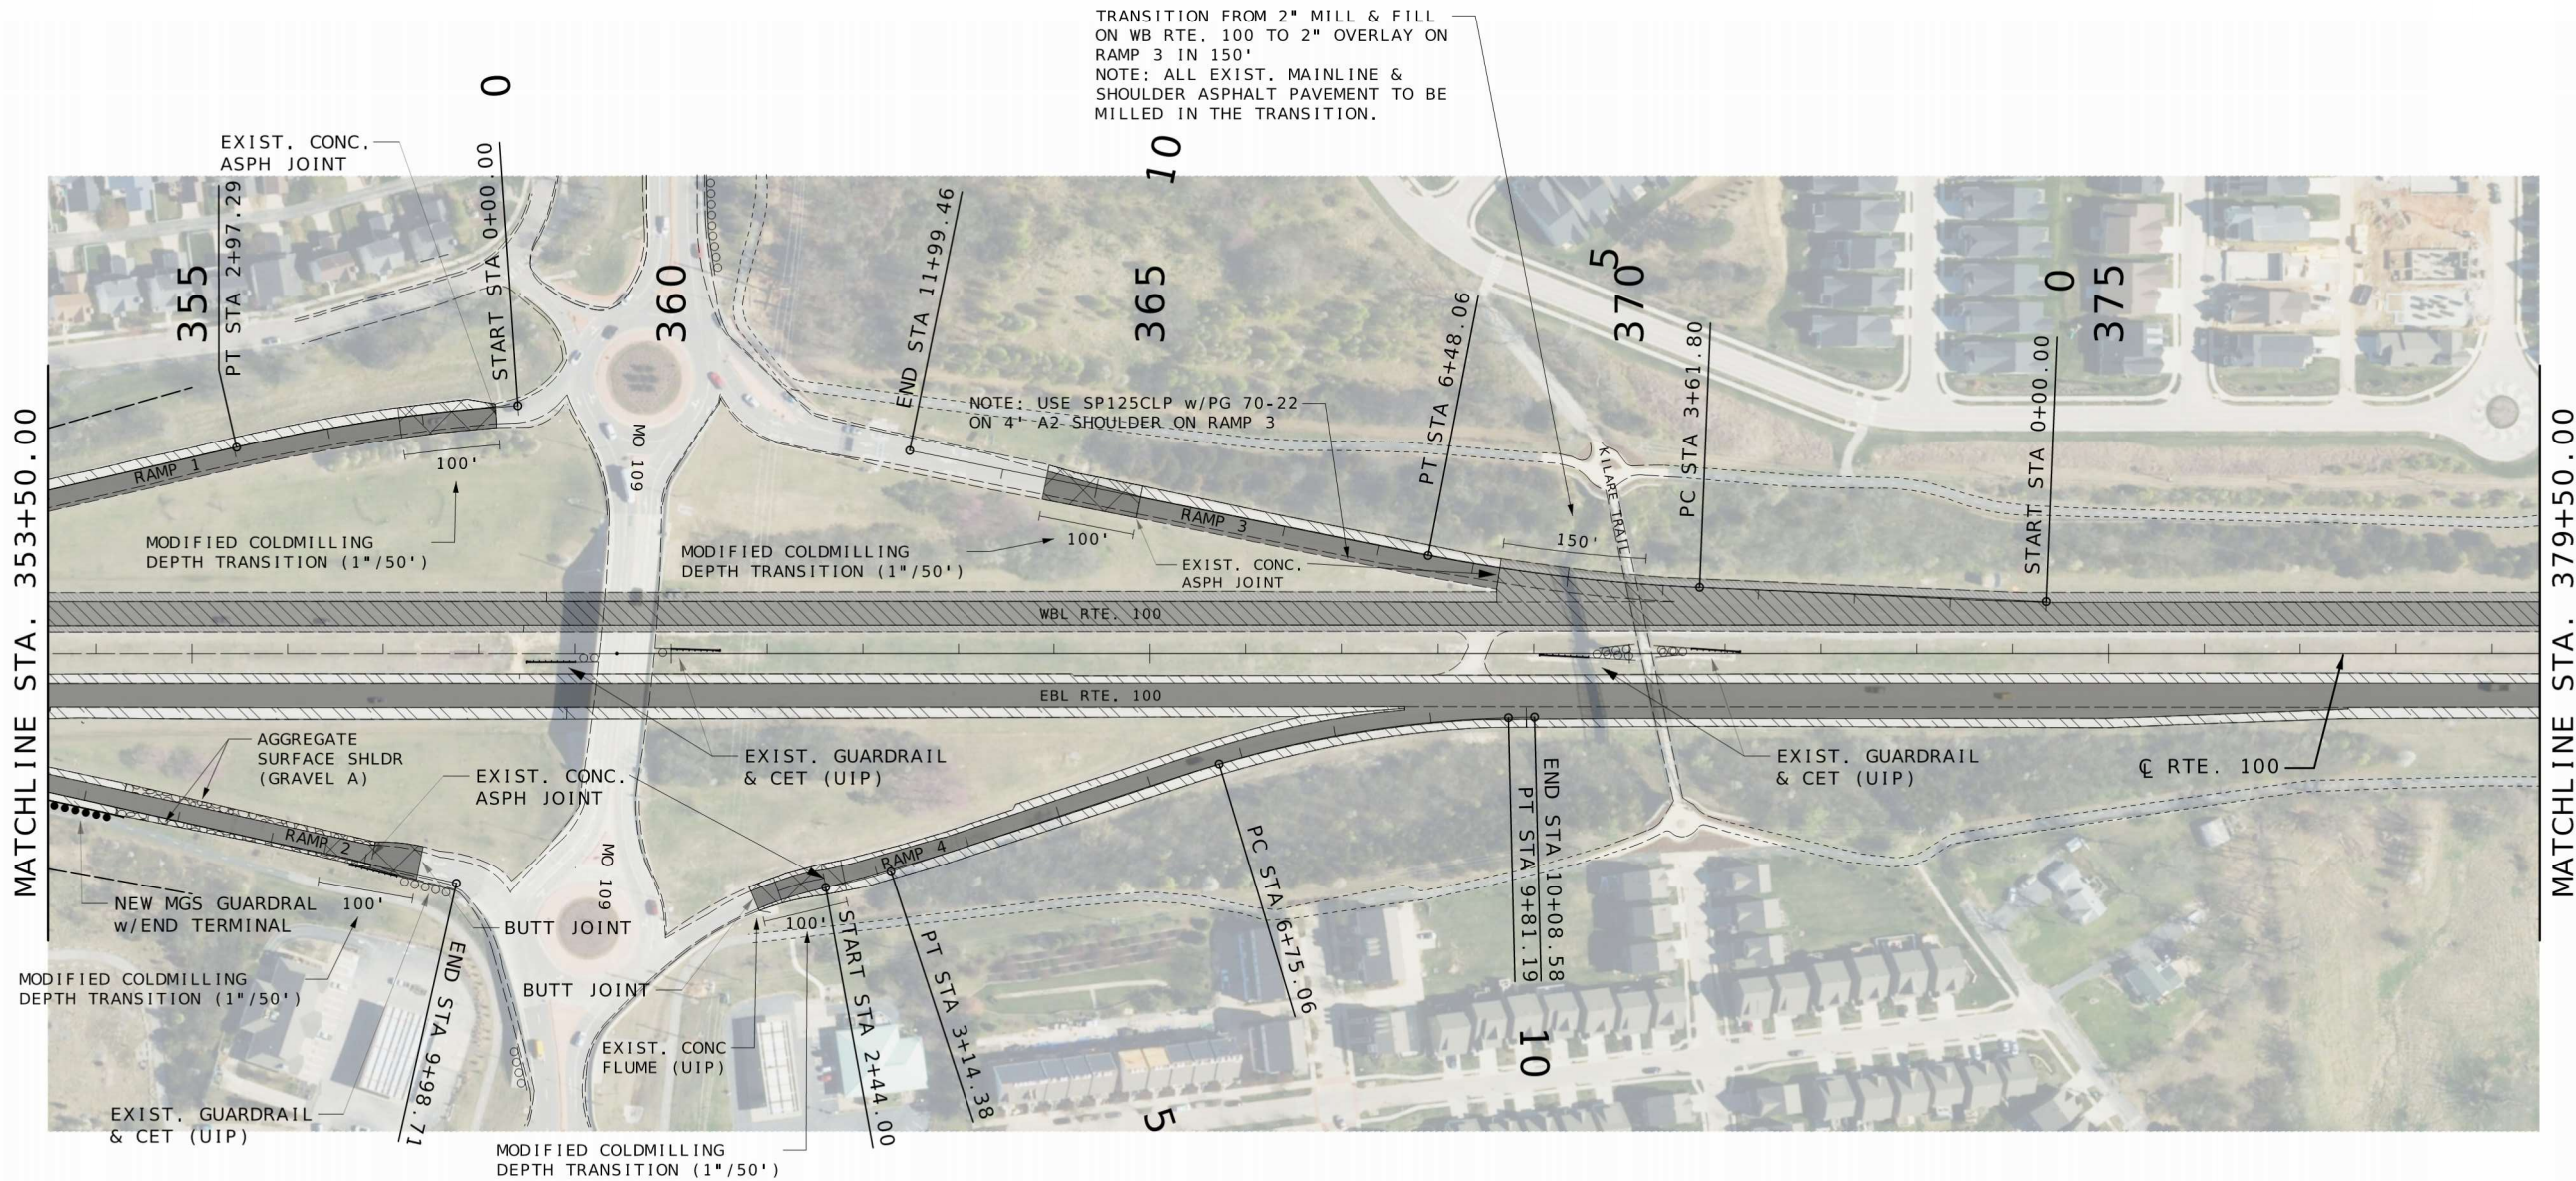 TRANSITION FROM 2" MILL & FILL
ON WB RTE. 100 TO 2" OVERLAY ON
RAMP 3 IN 150'
NOTE: ALL EXIST. MAINLINE &
SHOULDER ASPHALT PAVEMENT TO BE
MILLED IN THE TRANSITION.
0
10
EXIST. CONC.
ASPH JOINT
355
PT STA 2+97.29
START STA 0+00.00
360
END STA 11+99.46
365
PT STA 6+48.06
5
370
PC STA 3+61.80
0
START STA 0+00.00
375
MATCHLINE STA. 353+50.00
MATCHLINE STA. 379+50.00
NOTE: USE SP125CLP w/PG 70-22
ON 4' A2 SHOULDER ON RAMP 3
RAMP 1
100'
MO 109
RAMP 3
KILARE TRAIL
MODIFIED COLDMILLING
DEPTH TRANSITION (1"/50')
MODIFIED COLDMILLING
DEPTH TRANSITION (1"/50')
100'
150'
EXIST. CONC.
ASPH JOINT
WBL RTE. 100
EBL RTE. 100
AGGREGATE
SURFACE SHLDR
(GRAVEL A)
EXIST. CONC.
ASPH JOINT
EXIST. GUARDRAIL
& CET (UIP)
EXIST. GUARDRAIL
& CET (UIP)
℄ RTE. 100
RAMP 2
MO 109
RAMP 4
NEW MGS GUARDRAL
w/END TERMINAL
100'
BUTT JOINT
100'
MODIFIED COLDMILLING
DEPTH TRANSITION (1"/50')
BUTT JOINT
END STA 9+98.71
START STA 2+44.00
PT STA 3+14.38
PC STA 6+75.06
PT STA 9+81.19
END STA 10+08.58
EXIST. CONC
FLUME (UIP)
10
EXIST. GUARDRAIL
& CET (UIP)
5
MODIFIED COLDMILLING
DEPTH TRANSITION (1"/50')